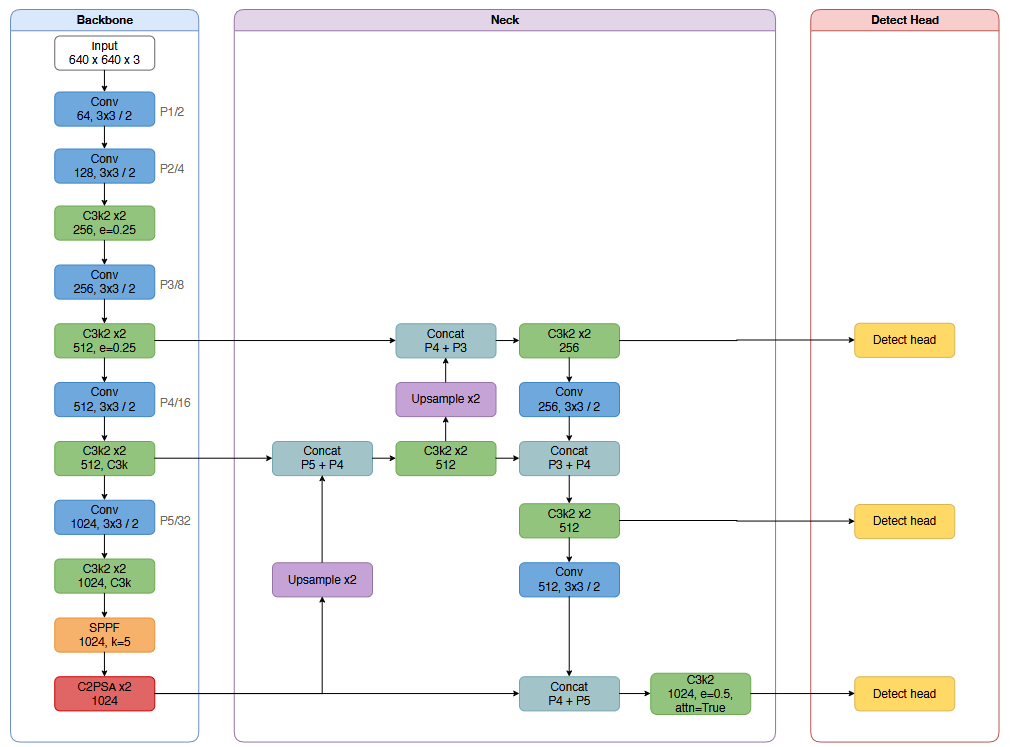 Backbone
Input
640 x 640 x 3
Conv
64, 3x3 / 2
P1/2
Conv
128, 3x3 / 2
P2/4
C3k2 x2
256, e=0.25
Conv
256, 3x3 / 2
P3/8
C3k2 x2
512, e=0.25
Conv
512, 3x3 / 2
P4/16
C3k2 x2
512, C3k
Conv
1024, 3x3 / 2
P5/32
C3k2 x2
1024, C3k
SPPF
1024, k=5
C2PSA x2
1024
Neck
Concat
P4 + P3
C3k2 x2
256
Upsample x2
Conv
256, 3x3 / 2
Concat
P5 + P4
C3k2 x2
512
Concat
P3 + P4
C3k2 x2
512
Upsample x2
Conv
512, 3x3 / 2
Concat
P4 + P5
C3k2
1024, e=0.5,
attn=True
Detect Head
Detect head
Detect head
Detect head